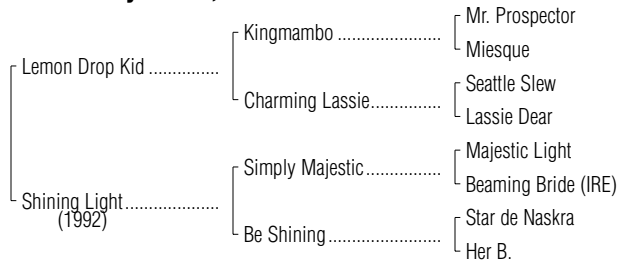 Mr. Prospector
Kingmambo ....................
Miesque
Lemon Drop Kid ...............
Seattle Slew
Charming Lassie................
Lassie Dear
Majestic Light
Simply Majestic.................
Beaming Bride (IRE)
Shining Light....................
(1992)
Star de Naskra
Be Shining.........................
Her B.